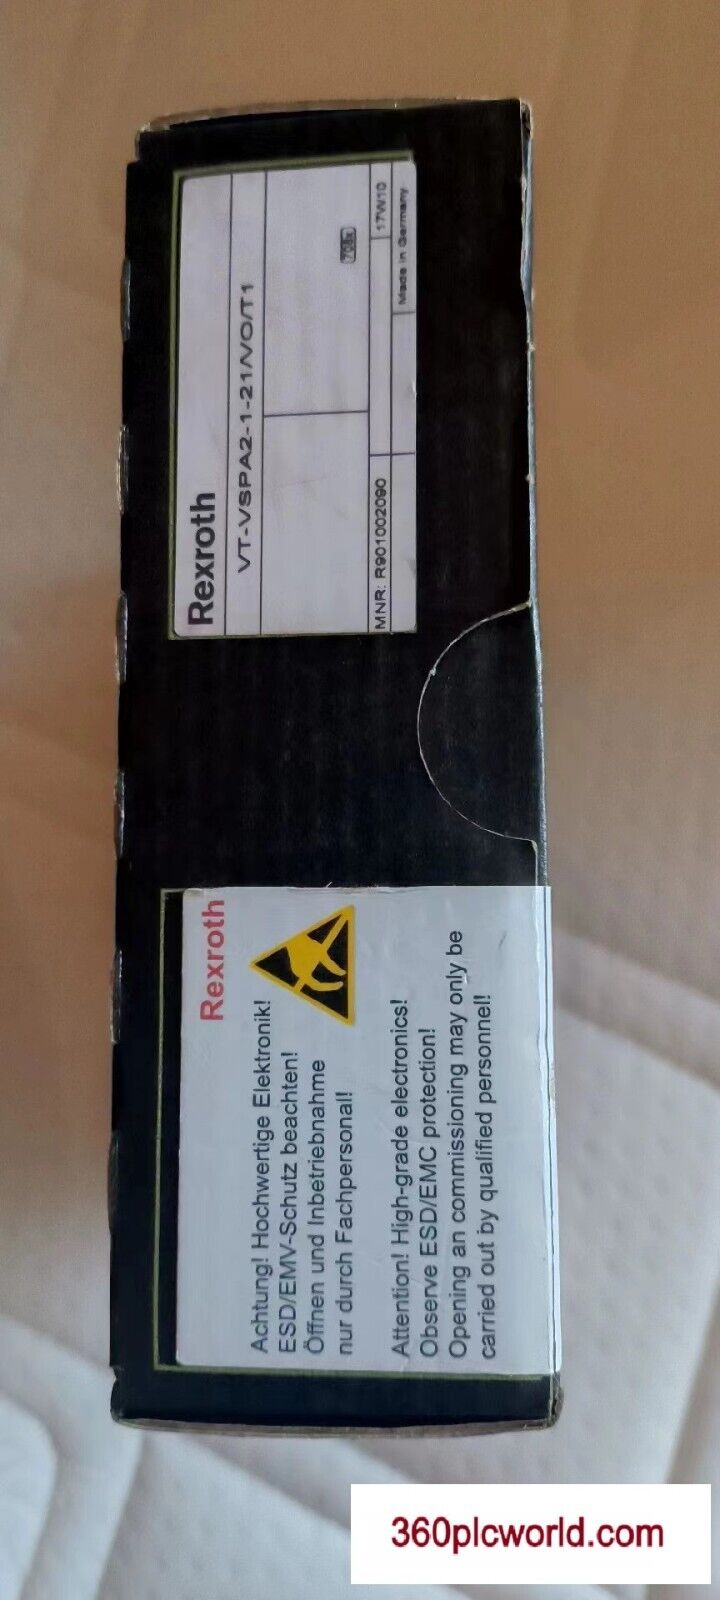 Rexroth
VT-VSPA2-1-21/VO/T1
7084
MNR: R901002090
17W10
Made in Germany
Rexroth
Achtung! Hochwertige Elektronik!
ESD/EMV-Schutz beachten!
Öffnen und Inbetriebnahme
nur durch Fachpersonal!
Attention! High-grade electronics!
Observe ESD/EMC protection!
Opening an commissioning may only be
carried out by qualified personnel!
360plcworld.com